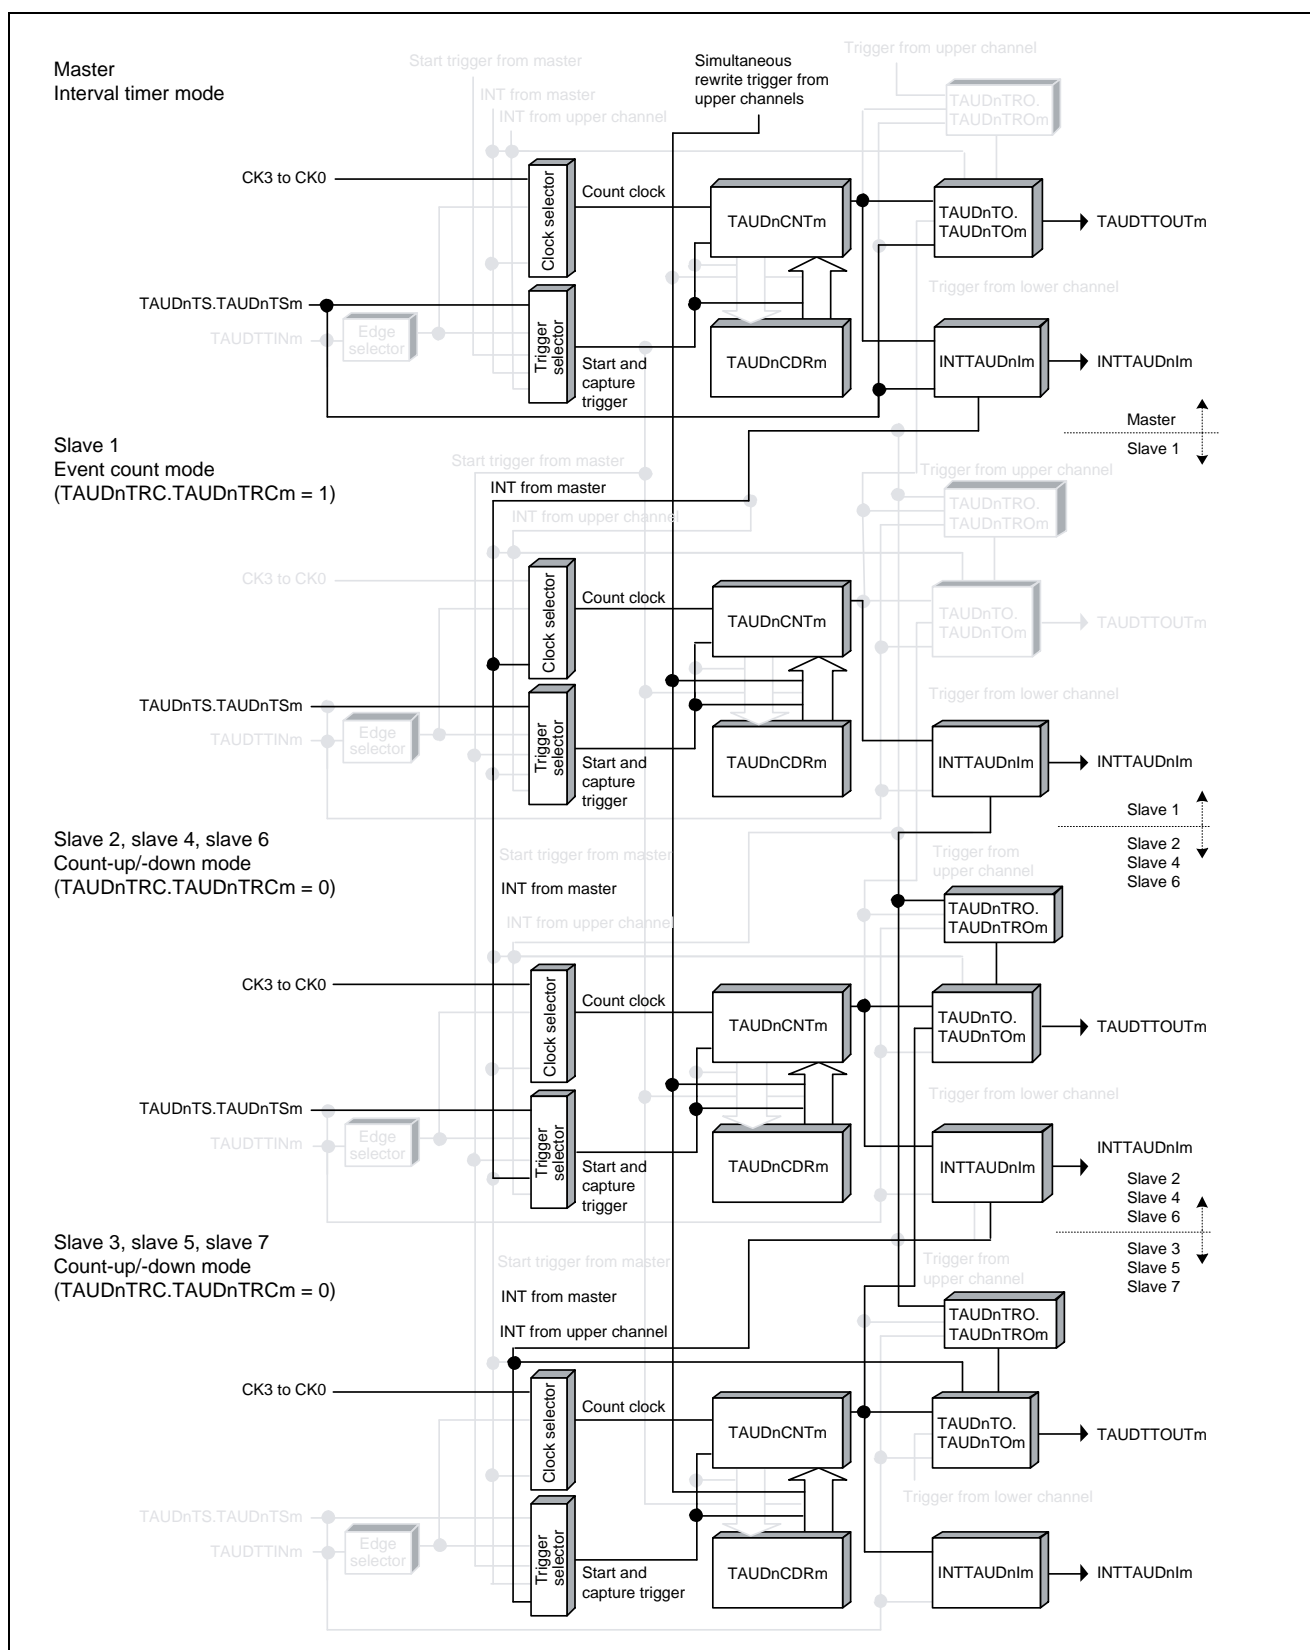 Master
Interval timer mode
Start trigger from master
INT from master
INT from upper channel
Simultaneous
rewrite trigger from
upper channels
Trigger from upper channel
TAUDnTRO.
TAUDnTROm
CK3 to CK0
Clock selector
Count clock
TAUDnCNTm
TAUDnTO.
TAUDnTOm
TAUDTTOUTm
TAUDnTS.TAUDnTSm
TAUDTTINm
Edge
selector
Trigger
selector
Start and
capture
trigger
TAUDnCDRm
Trigger from lower channel
INTTAUDnIm
INTTAUDnIm
Master
Slave 1
Slave 1
Event count mode
(TAUDnTRC.TAUDnTRCm = 1)
Start trigger from master
INT from master
INT from upper channel
Trigger from upper channel
TAUDnTRO.
TAUDnTROm
CK3 to CK0
Clock selector
Count clock
TAUDnCNTm
TAUDnTO.
TAUDnTOm
TAUDTTOUTm
TAUDnTS.TAUDnTSm
TAUDTTINm
Edge
selector
Trigger
selector
Start and
capture
trigger
TAUDnCDRm
Trigger from lower channel
INTTAUDnIm
INTTAUDnIm
Slave 1
Slave 2
Slave 4
Slave 6
Slave 2, slave 4, slave 6
Count-up/-down mode
(TAUDnTRC.TAUDnTRCm = 0)
Start trigger from master
INT from master
INT from upper channel
Trigger from
upper channel
TAUDnTRO.
TAUDnTROm
CK3 to CK0
Clock selector
Count clock
TAUDnCNTm
TAUDnTO.
TAUDnTOm
TAUDTTOUTm
TAUDnTS.TAUDnTSm
TAUDTTINm
Edge
selector
Trigger
selector
Start and
capture
trigger
TAUDnCDRm
Trigger from lower channel
INTTAUDnIm
INTTAUDnIm
Slave 2
Slave 4
Slave 6
Slave 3
Slave 5
Slave 7
Slave 3, slave 5, slave 7
Count-up/-down mode
(TAUDnTRC.TAUDnTRCm = 0)
Start trigger from master
INT from master
INT from upper channel
Trigger from
upper channel
TAUDnTRO.
TAUDnTROm
CK3 to CK0
Clock selector
Count clock
TAUDnCNTm
TAUDnTO.
TAUDnTOm
TAUDTTOUTm
TAUDnTS.TAUDnTSm
TAUDTTINm
Edge
selector
Trigger
selector
Start and
capture trigger
TAUDnCDRm
Trigger from lower channel
INTTAUDnIm
INTTAUDnIm